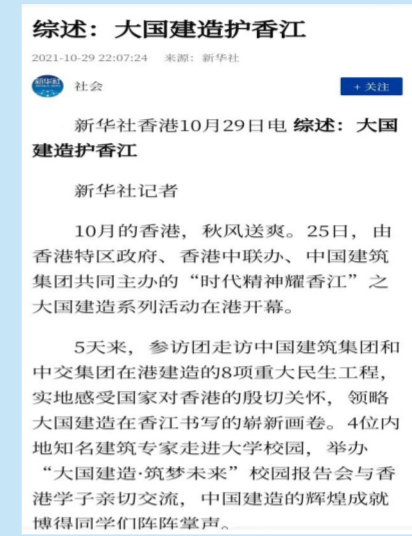 综述：大国建造护香江
2021-10-29 22:07:24 来源：新华社
新华社 社会 + 关注
新华社香港10月29日电 综述：大国
建造护香江
新华社记者
10月的香港，秋风送爽。25日，由
香港特区政府、香港中联办、中国建筑
集团共同主办的“时代精神耀香江”之
大国建造系列活动在港开幕。
5天来，参访团走访中国建筑集团和
中交集团在港建造的8项重大民生工程，
实地感受国家对香港的殷切关怀，领略
大国建造在香江书写的崭新画卷。4位内
地知名建筑专家走进大学校园，举办
“大国建造·筑梦未来”校园报告会与香
港学子亲切交流，中国建造的辉煌成就
博得同学们阵阵掌声。